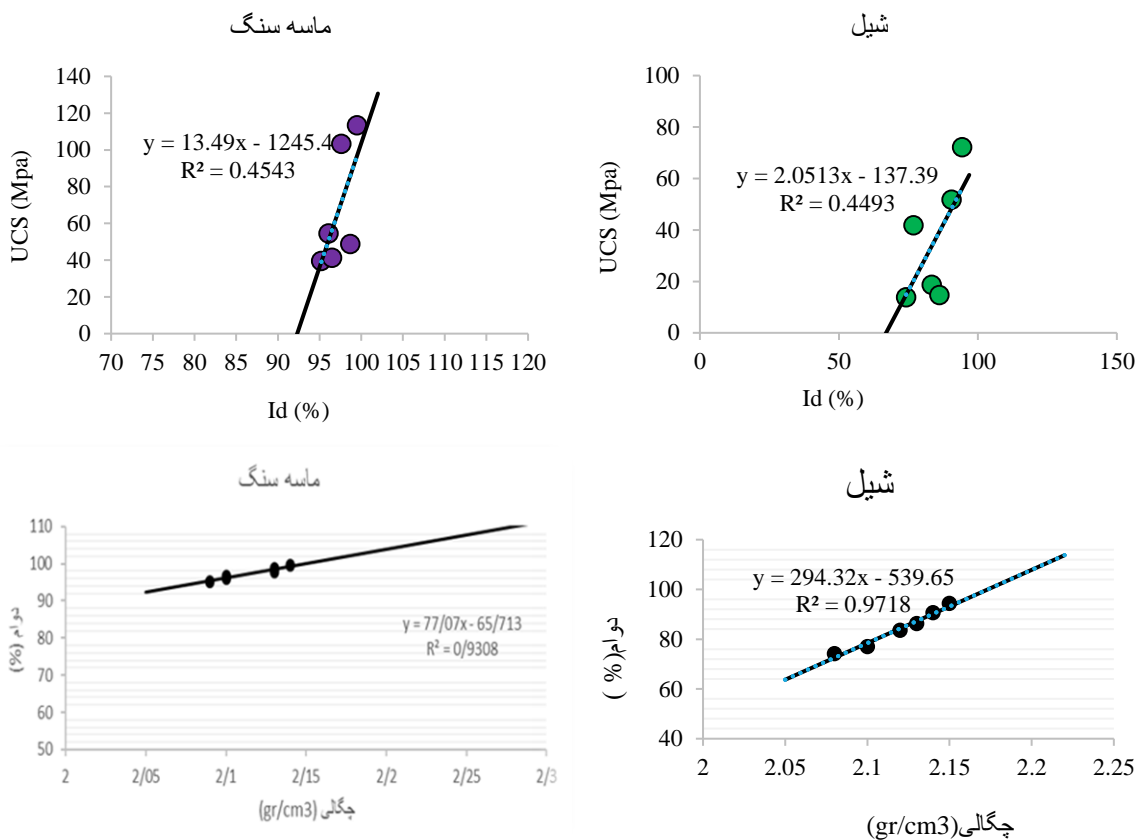 ماسه سنگ
140
120
100
80
60
40
20
0
UCS (Mpa)
y = 13.49x - 1245.4
R² = 0.4543
70 75 80 85 90 95 100 105 110 115 120
Id (%)
شیل
100
80
60
40
20
0
UCS (Mpa)
y = 2.0513x - 137.39
R² = 0.4493
0 50 100 150
Id (%)
ماسه سنگ
110
100
90
80
70
60
50
دوام (%)
y = 77/07x - 65/713
R² = 0/9308
2 2/05 2/1 2/15 2/2 2/25 2/3
چگالی (gr/cm3)
شیل
120
100
80
60
40
دوام(% )
y = 294.32x - 539.65
R² = 0.9718
2 2.05 2.1 2.15 2.2 2.25
چگالی(gr/cm3)